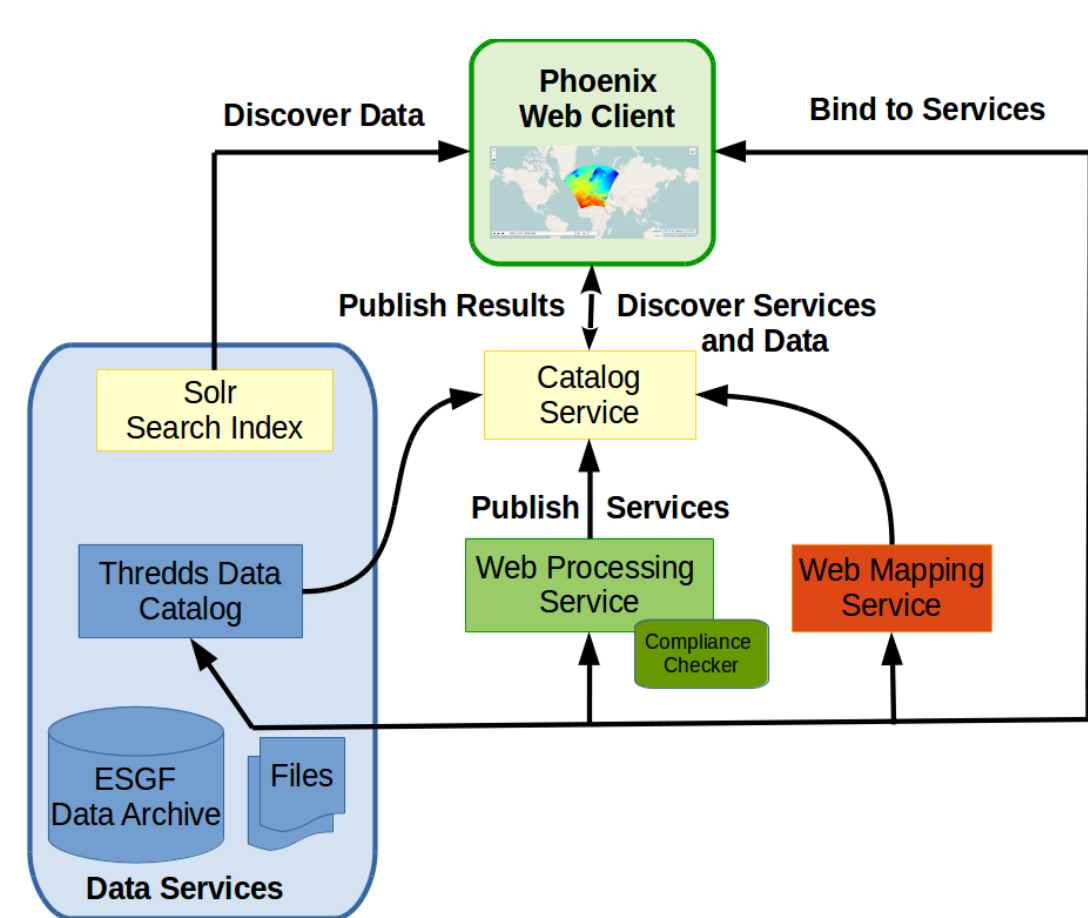 Phoenix
Web Client
Discover Data
Bind to Services
Publish Results
Discover Services
and Data
Catalog
Service
Solr
Search Index
Publish Services
Thredds Data
Catalog
Web Processing
Service
Web Mapping
Service
Compliance
Checker
ESGF
Data Archive
Files
Data Services